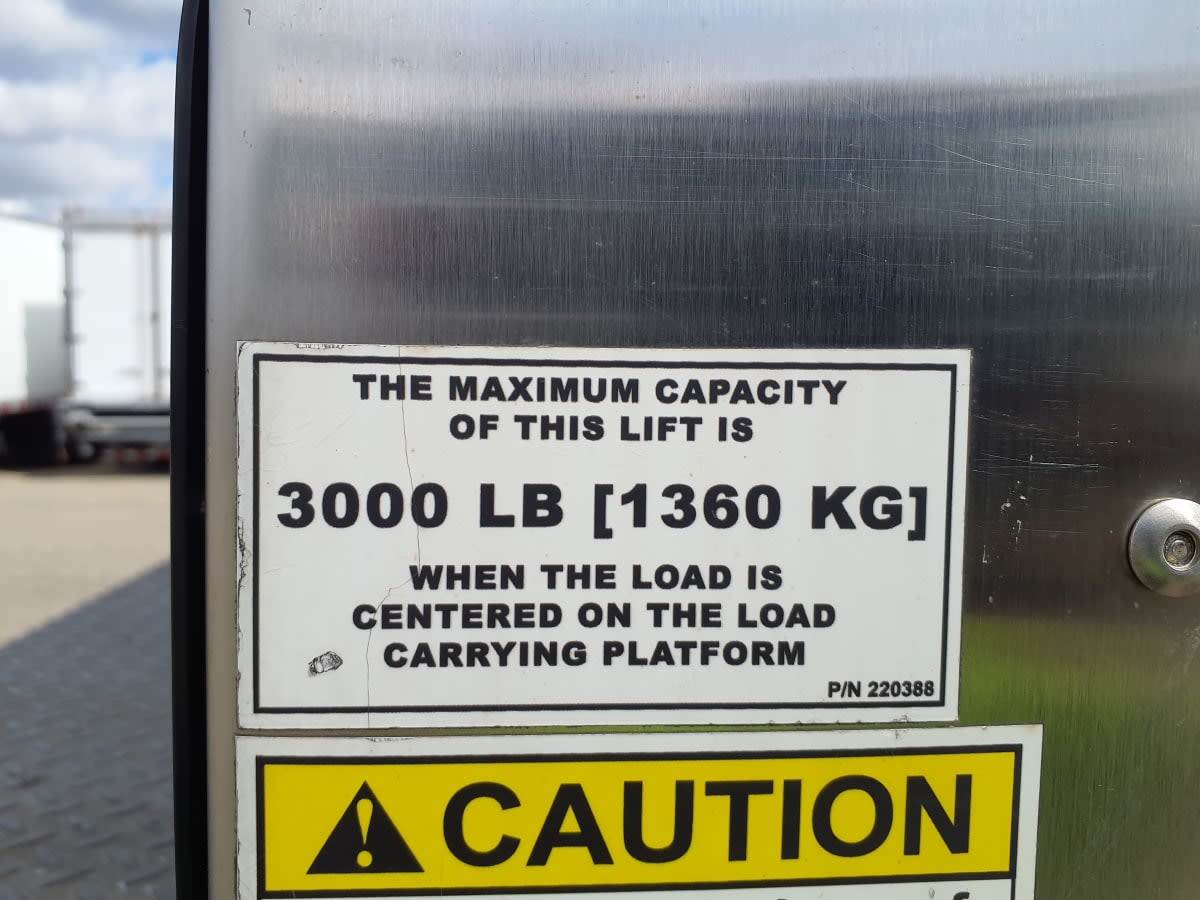 THE MAXIMUM CAPACITY
OF THIS LIFT IS
3000 LB [1360 KG]
WHEN THE LOAD IS
CENTERED ON THE LOAD
CARRYING PLATFORM
P/N 220388
CAUTION